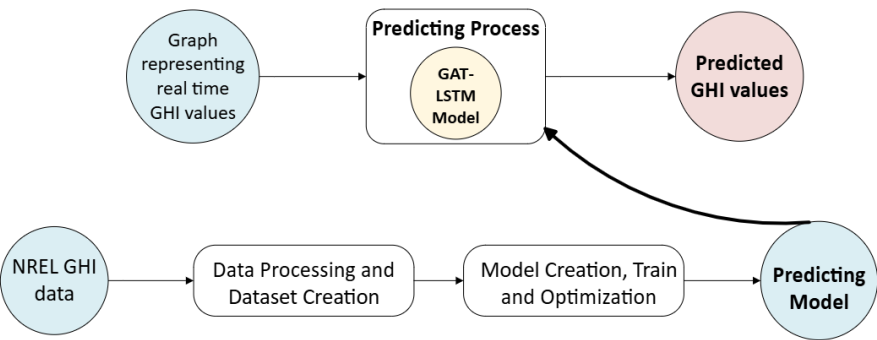 Graph
representing
real time
GHI values
Predicting Process
GAT-
LSTM
Model
Predicted
GHI values
NREL GHI
data
Data Processing and
Dataset Creation
Model Creation, Train
and Optimization
Predicting
Model